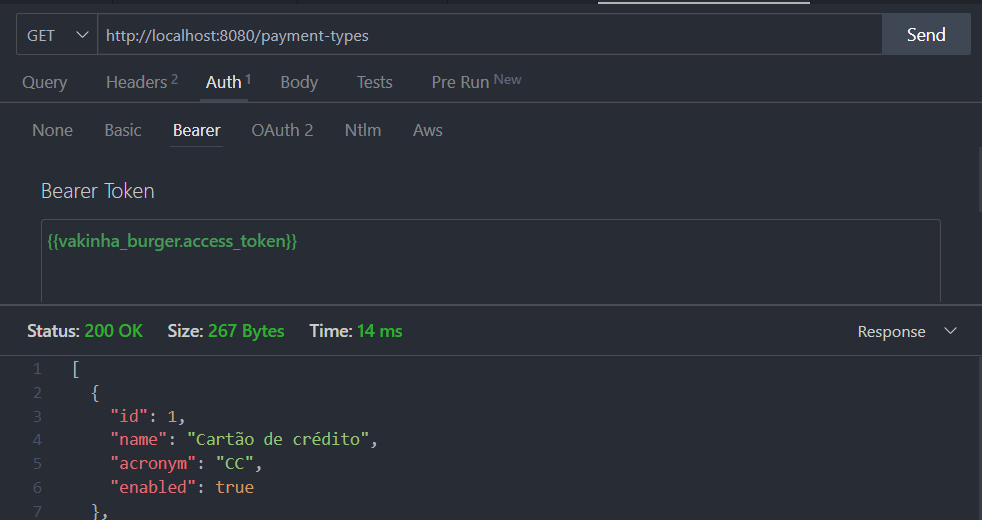 GET http://localhost:8080/payment-types Send
Query Headers 2 Auth 1 Body Tests Pre Run New
None Basic Bearer OAuth 2 Ntlm Aws
Bearer Token
{{vakinha_burger.access_token}}
Status: 200 OK Size: 267 Bytes Time: 14 ms Response
1 [
2 {
3 "id": 1,
4 "name": "Cartão de crédito",
5 "acronym": "CC",
6 "enabled": true
7 },